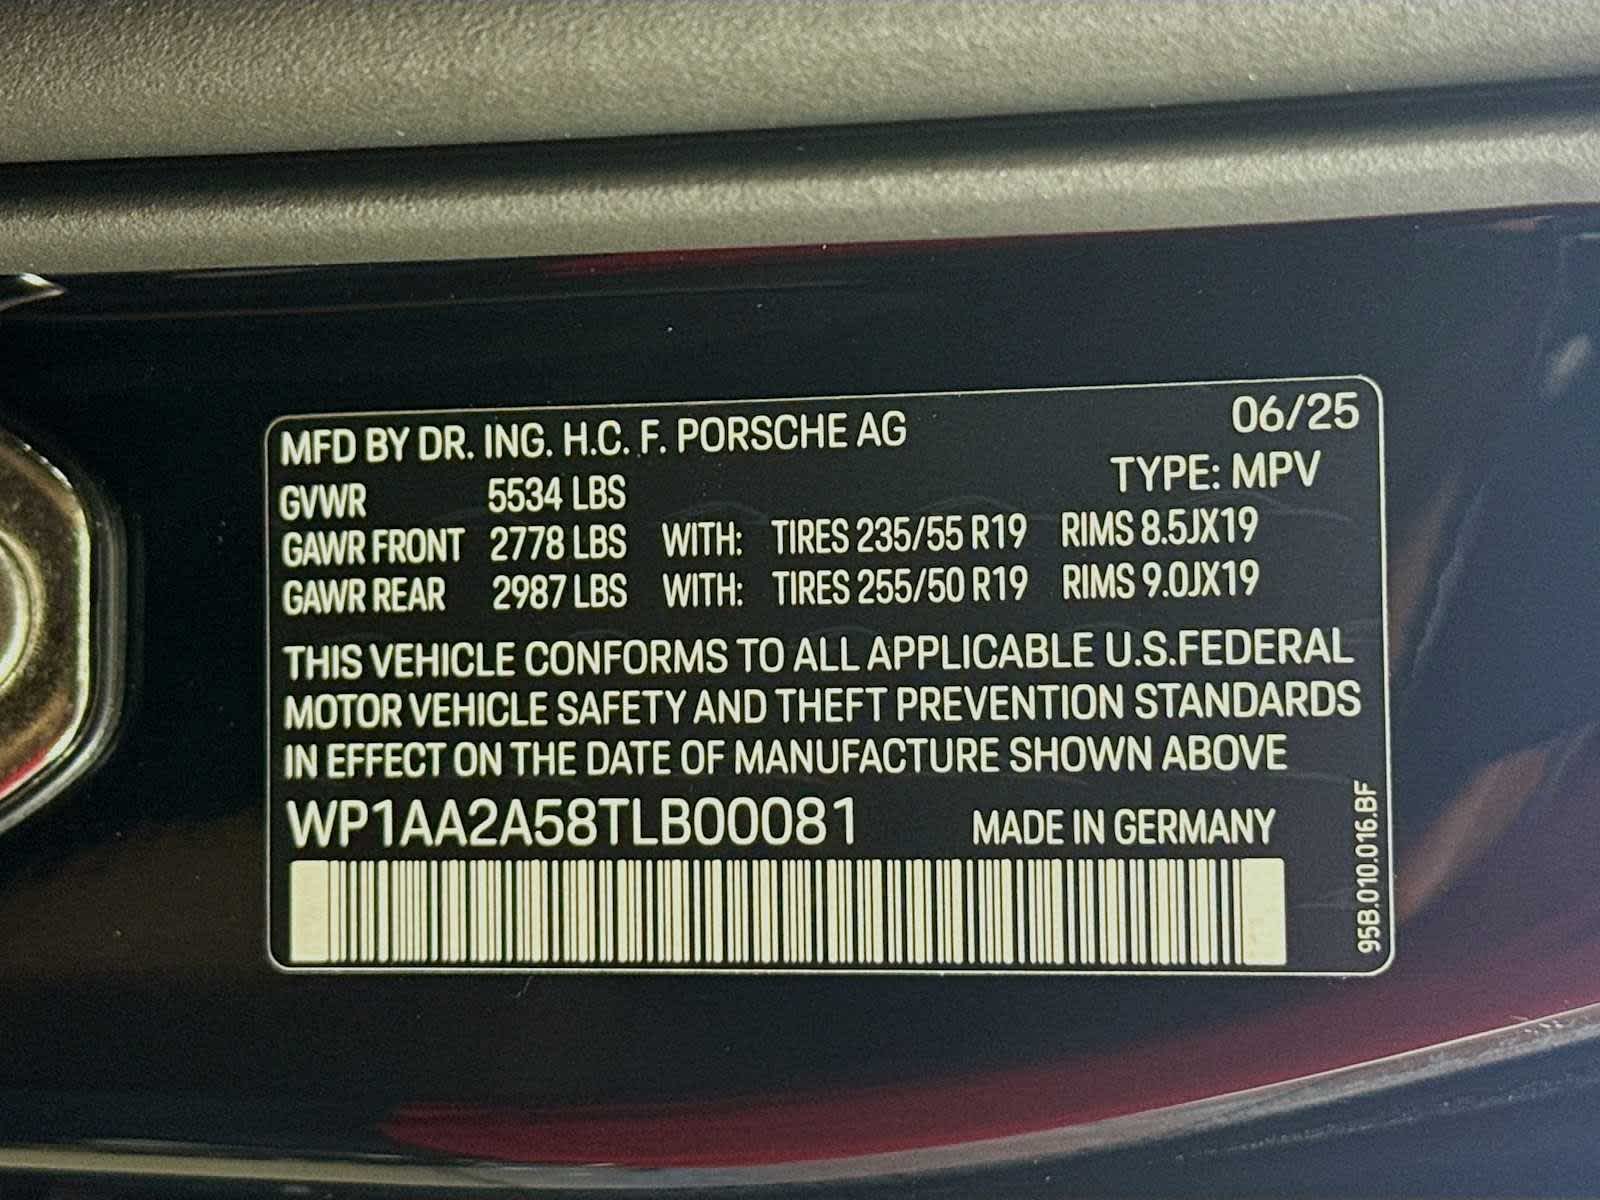 MFD BY DR. ING. H.C. F. PORSCHE AG 06/25
TYPE: MPV
GVWR 5534 LBS
GAWR FRONT 2778 LBS WITH: TIRES 235/55 R19 RIMS 8.5JX19
GAWR REAR 2987 LBS WITH: TIRES 255/50 R19 RIMS 9.0JX19
THIS VEHICLE CONFORMS TO ALL APPLICABLE U.S.FEDERAL
MOTOR VEHICLE SAFETY AND THEFT PREVENTION STANDARDS
IN EFFECT ON THE DATE OF MANUFACTURE SHOWN ABOVE
WP1AA2A58TLB00081 MADE IN GERMANY
95B.010.016.BF